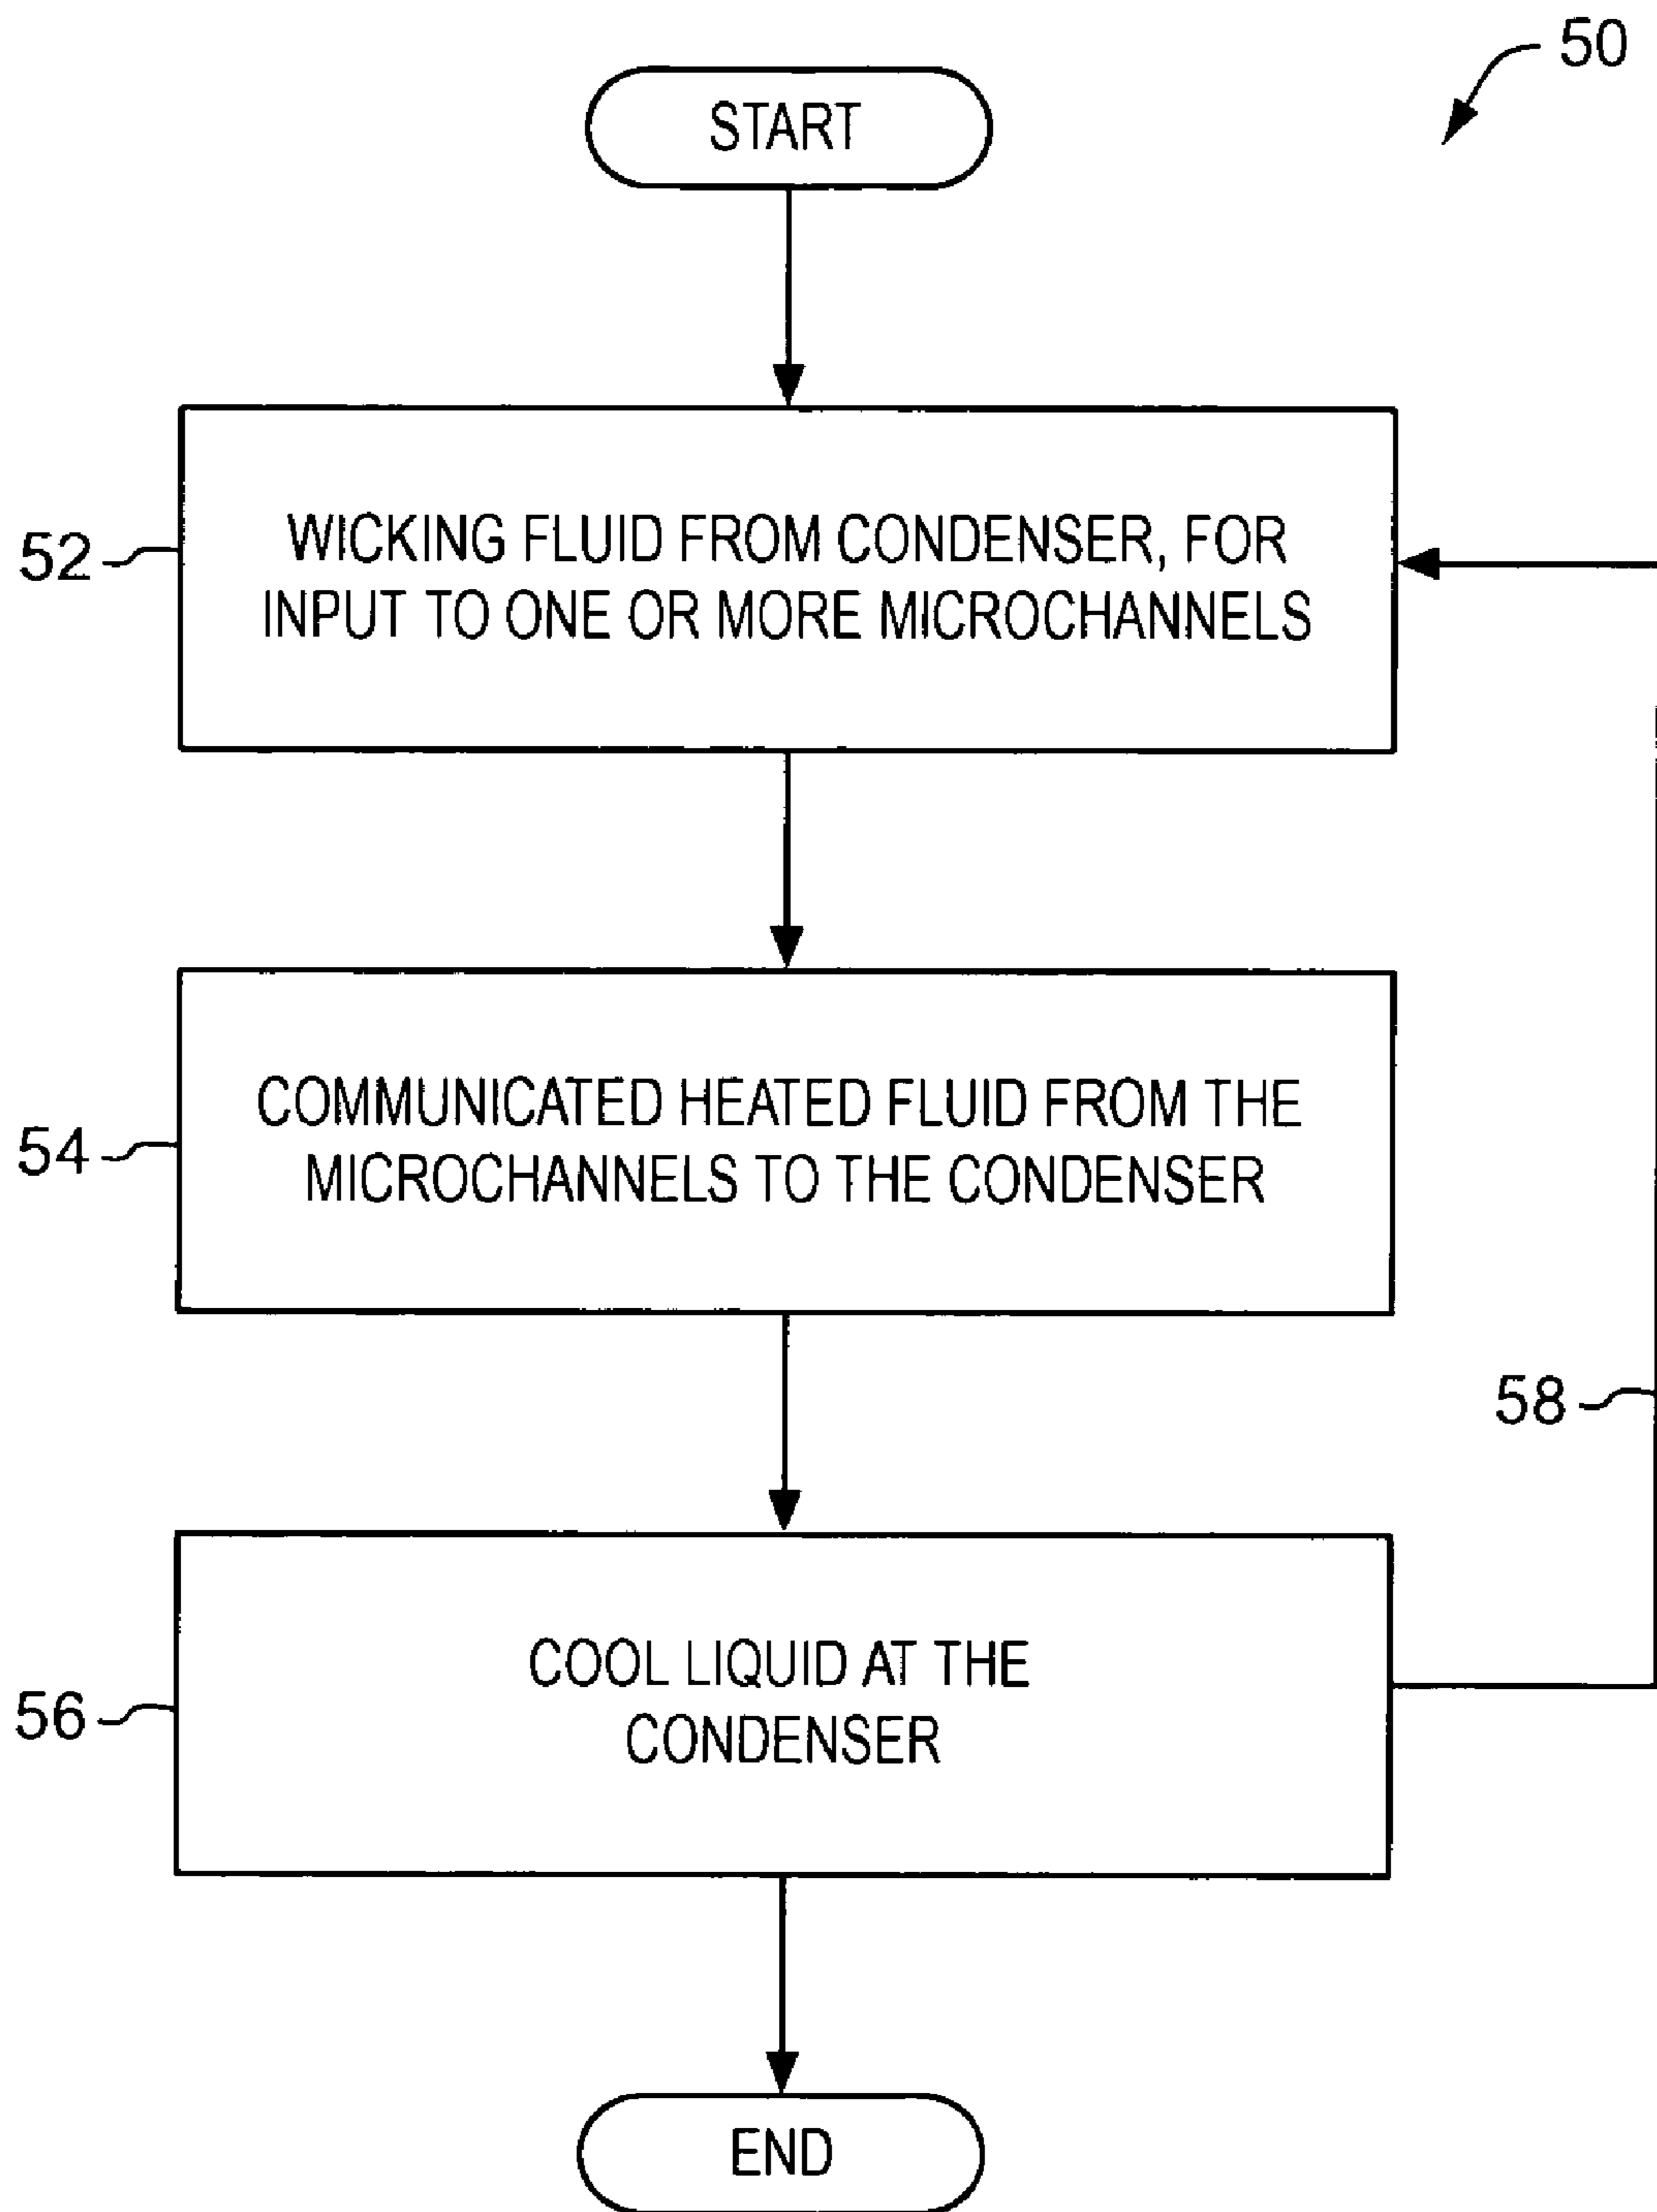 50
START
52
WICKING FLUID FROM CONDENSER, FOR
INPUT TO ONE OR MORE MICROCHANNELS
54
COMMUNICATED HEATED FLUID FROM THE
MICROCHANNELS TO THE CONDENSER
58
56
COOL LIQUID AT THE
CONDENSER
END